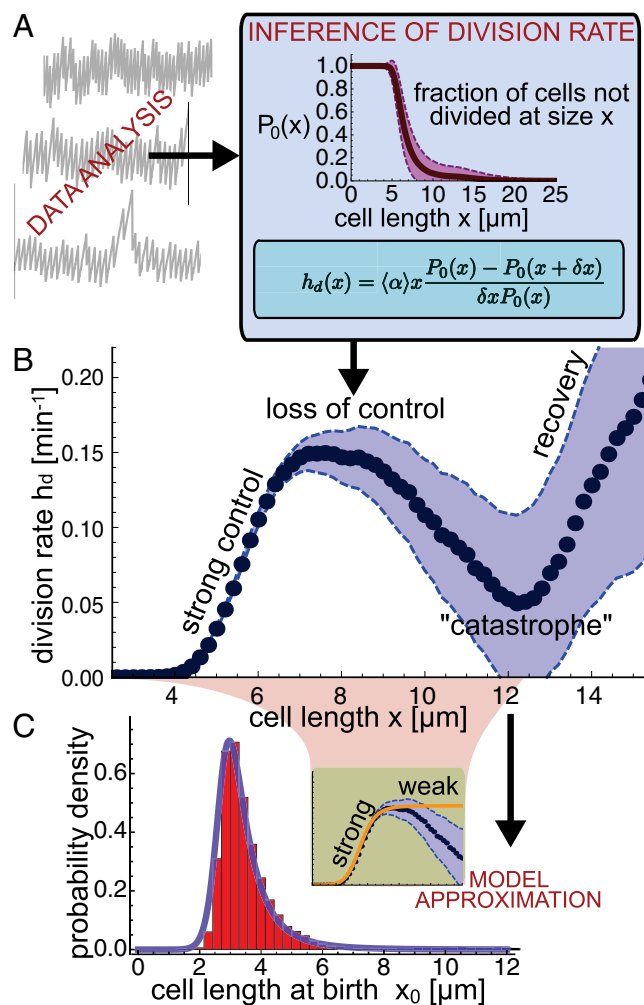 A
DATA ANALYSIS
INFERENCE OF DIVISION RATE
1.0
0.8
0.6
0.4
0.2
0.0
P₀(x)
fraction of cells not
divided at size x
0 5 10 15 20 25
cell length x [μm]
h_d(x) = ⟨α⟩x (P₀(x) − P₀(x + δx)) / (δxP₀(x))
B
0.20
0.15
0.10
0.05
0.00
division rate hd [min⁻¹]
strong control
loss of control
"catastrophe"
recovery
4 6 8 10 12 14
cell length x [μm]
C
0.6
0.4
0.2
0.0
probability density
strong
weak
MODEL
APPROXIMATION
0 2 4 6 8 10 12
cell length at birth x₀ [μm]